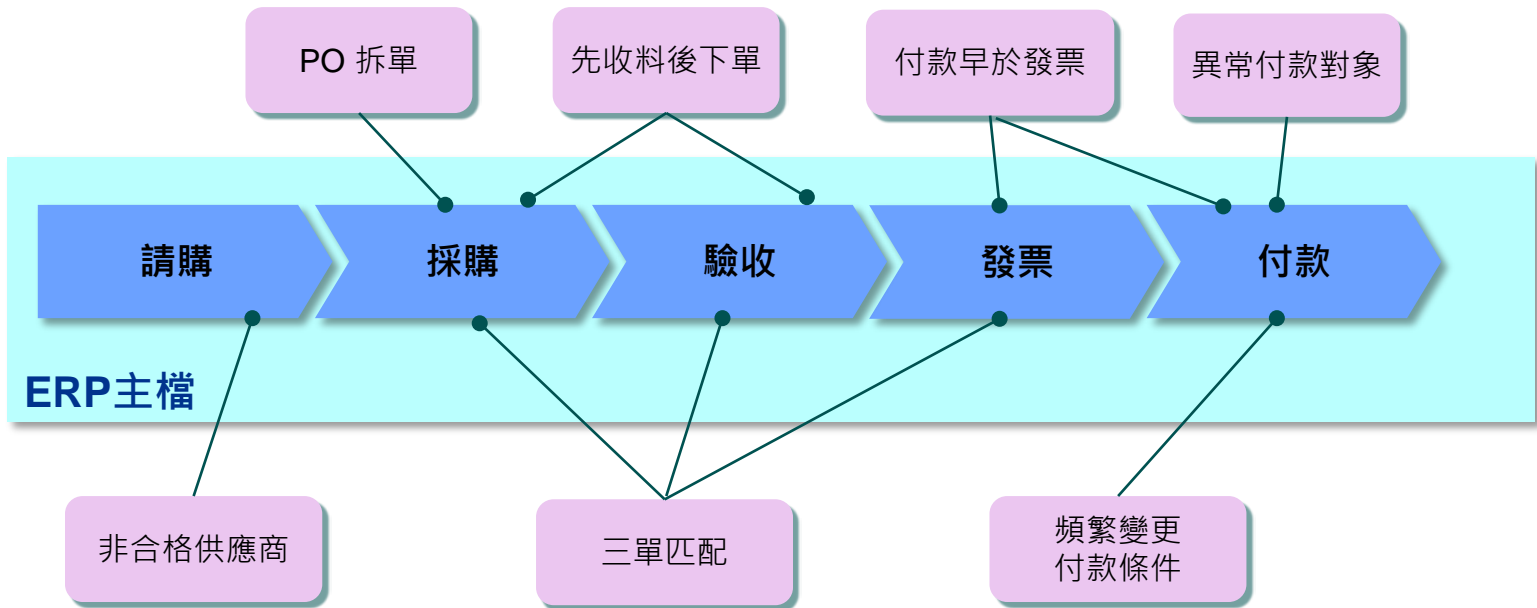 PO 拆單
先收料後下單
付款早於發票
異常付款對象
請購
採購
驗收
發票
付款
ERP主檔
非合格供應商
三單匹配
頻繁變更
付款條件